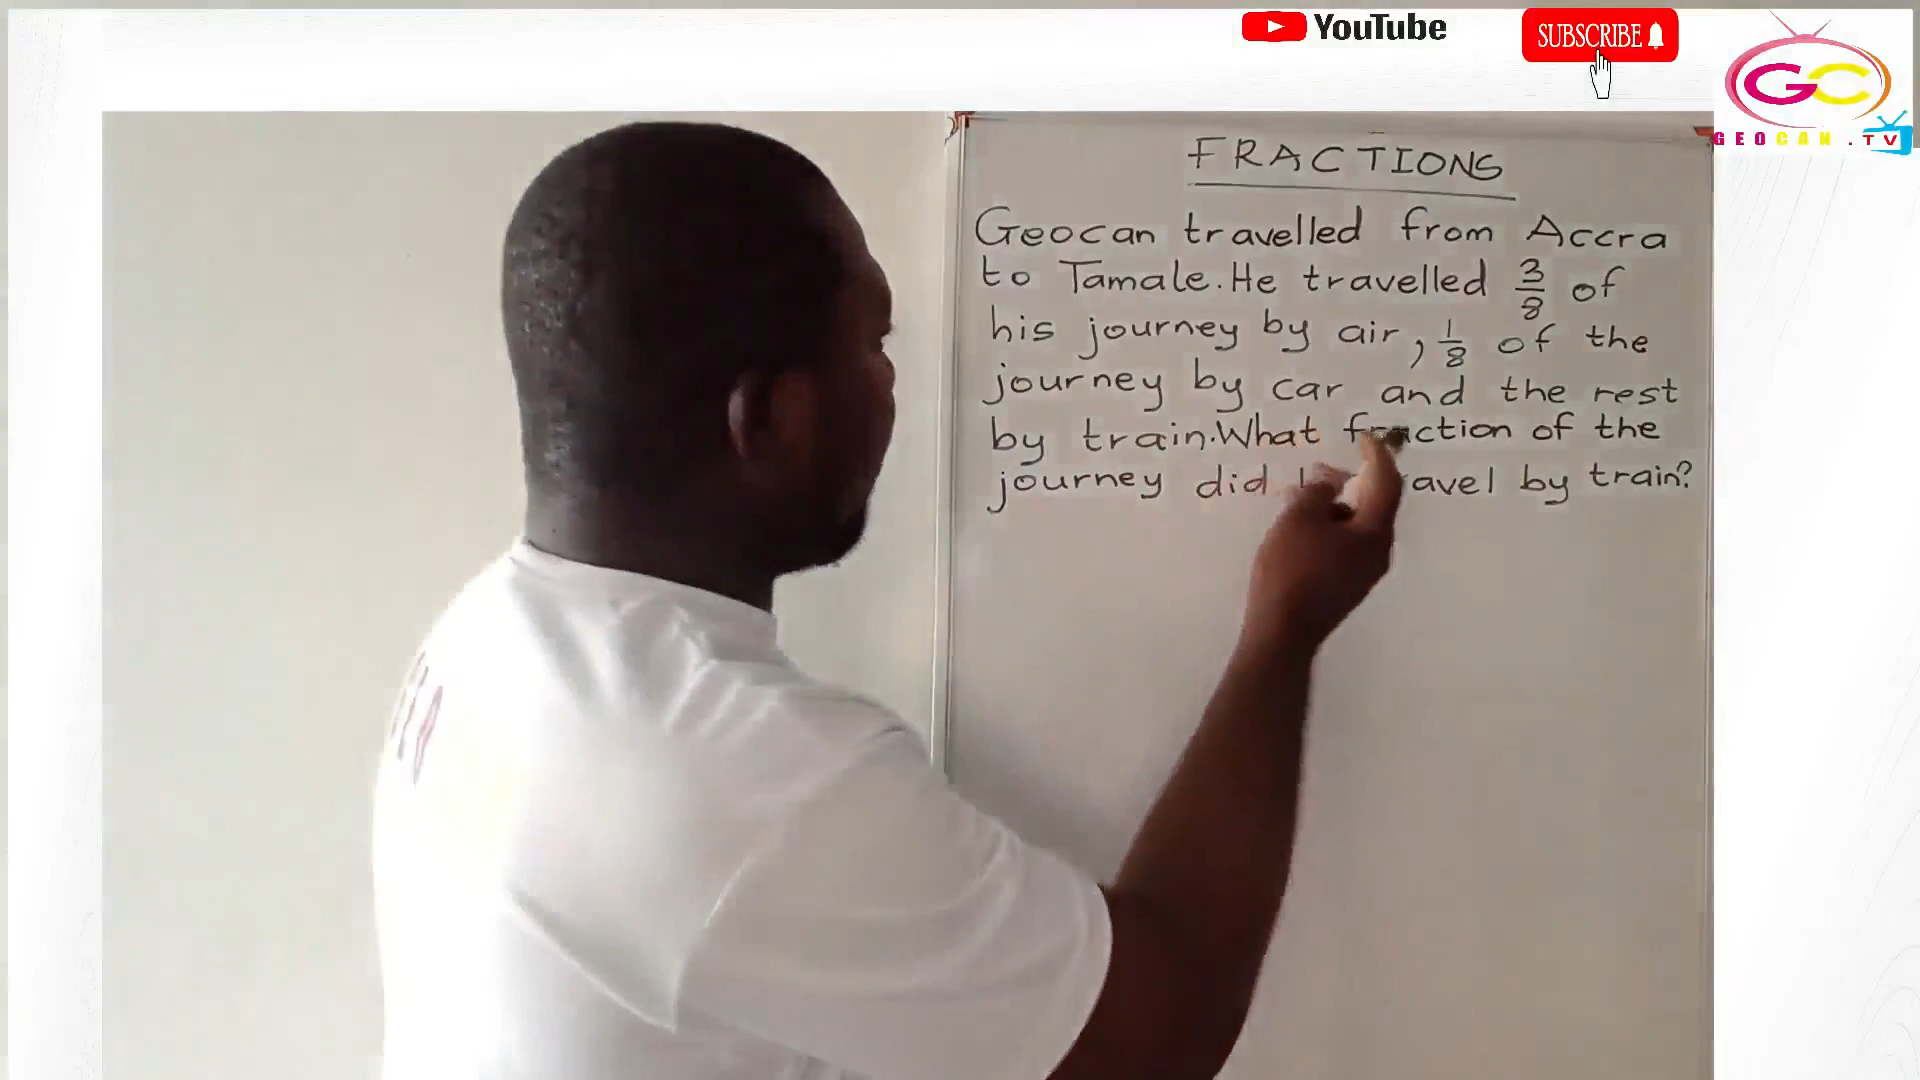 YouTube
SUBSCRIBE
GC
GEOCAN.TV
FRACTIONS
Geocan travelled from Accra
to Tamale. He travelled 3/8 of
his journey by air, 1/8 of the
journey by car and the rest
by train. What fraction of the
journey did avel by train?